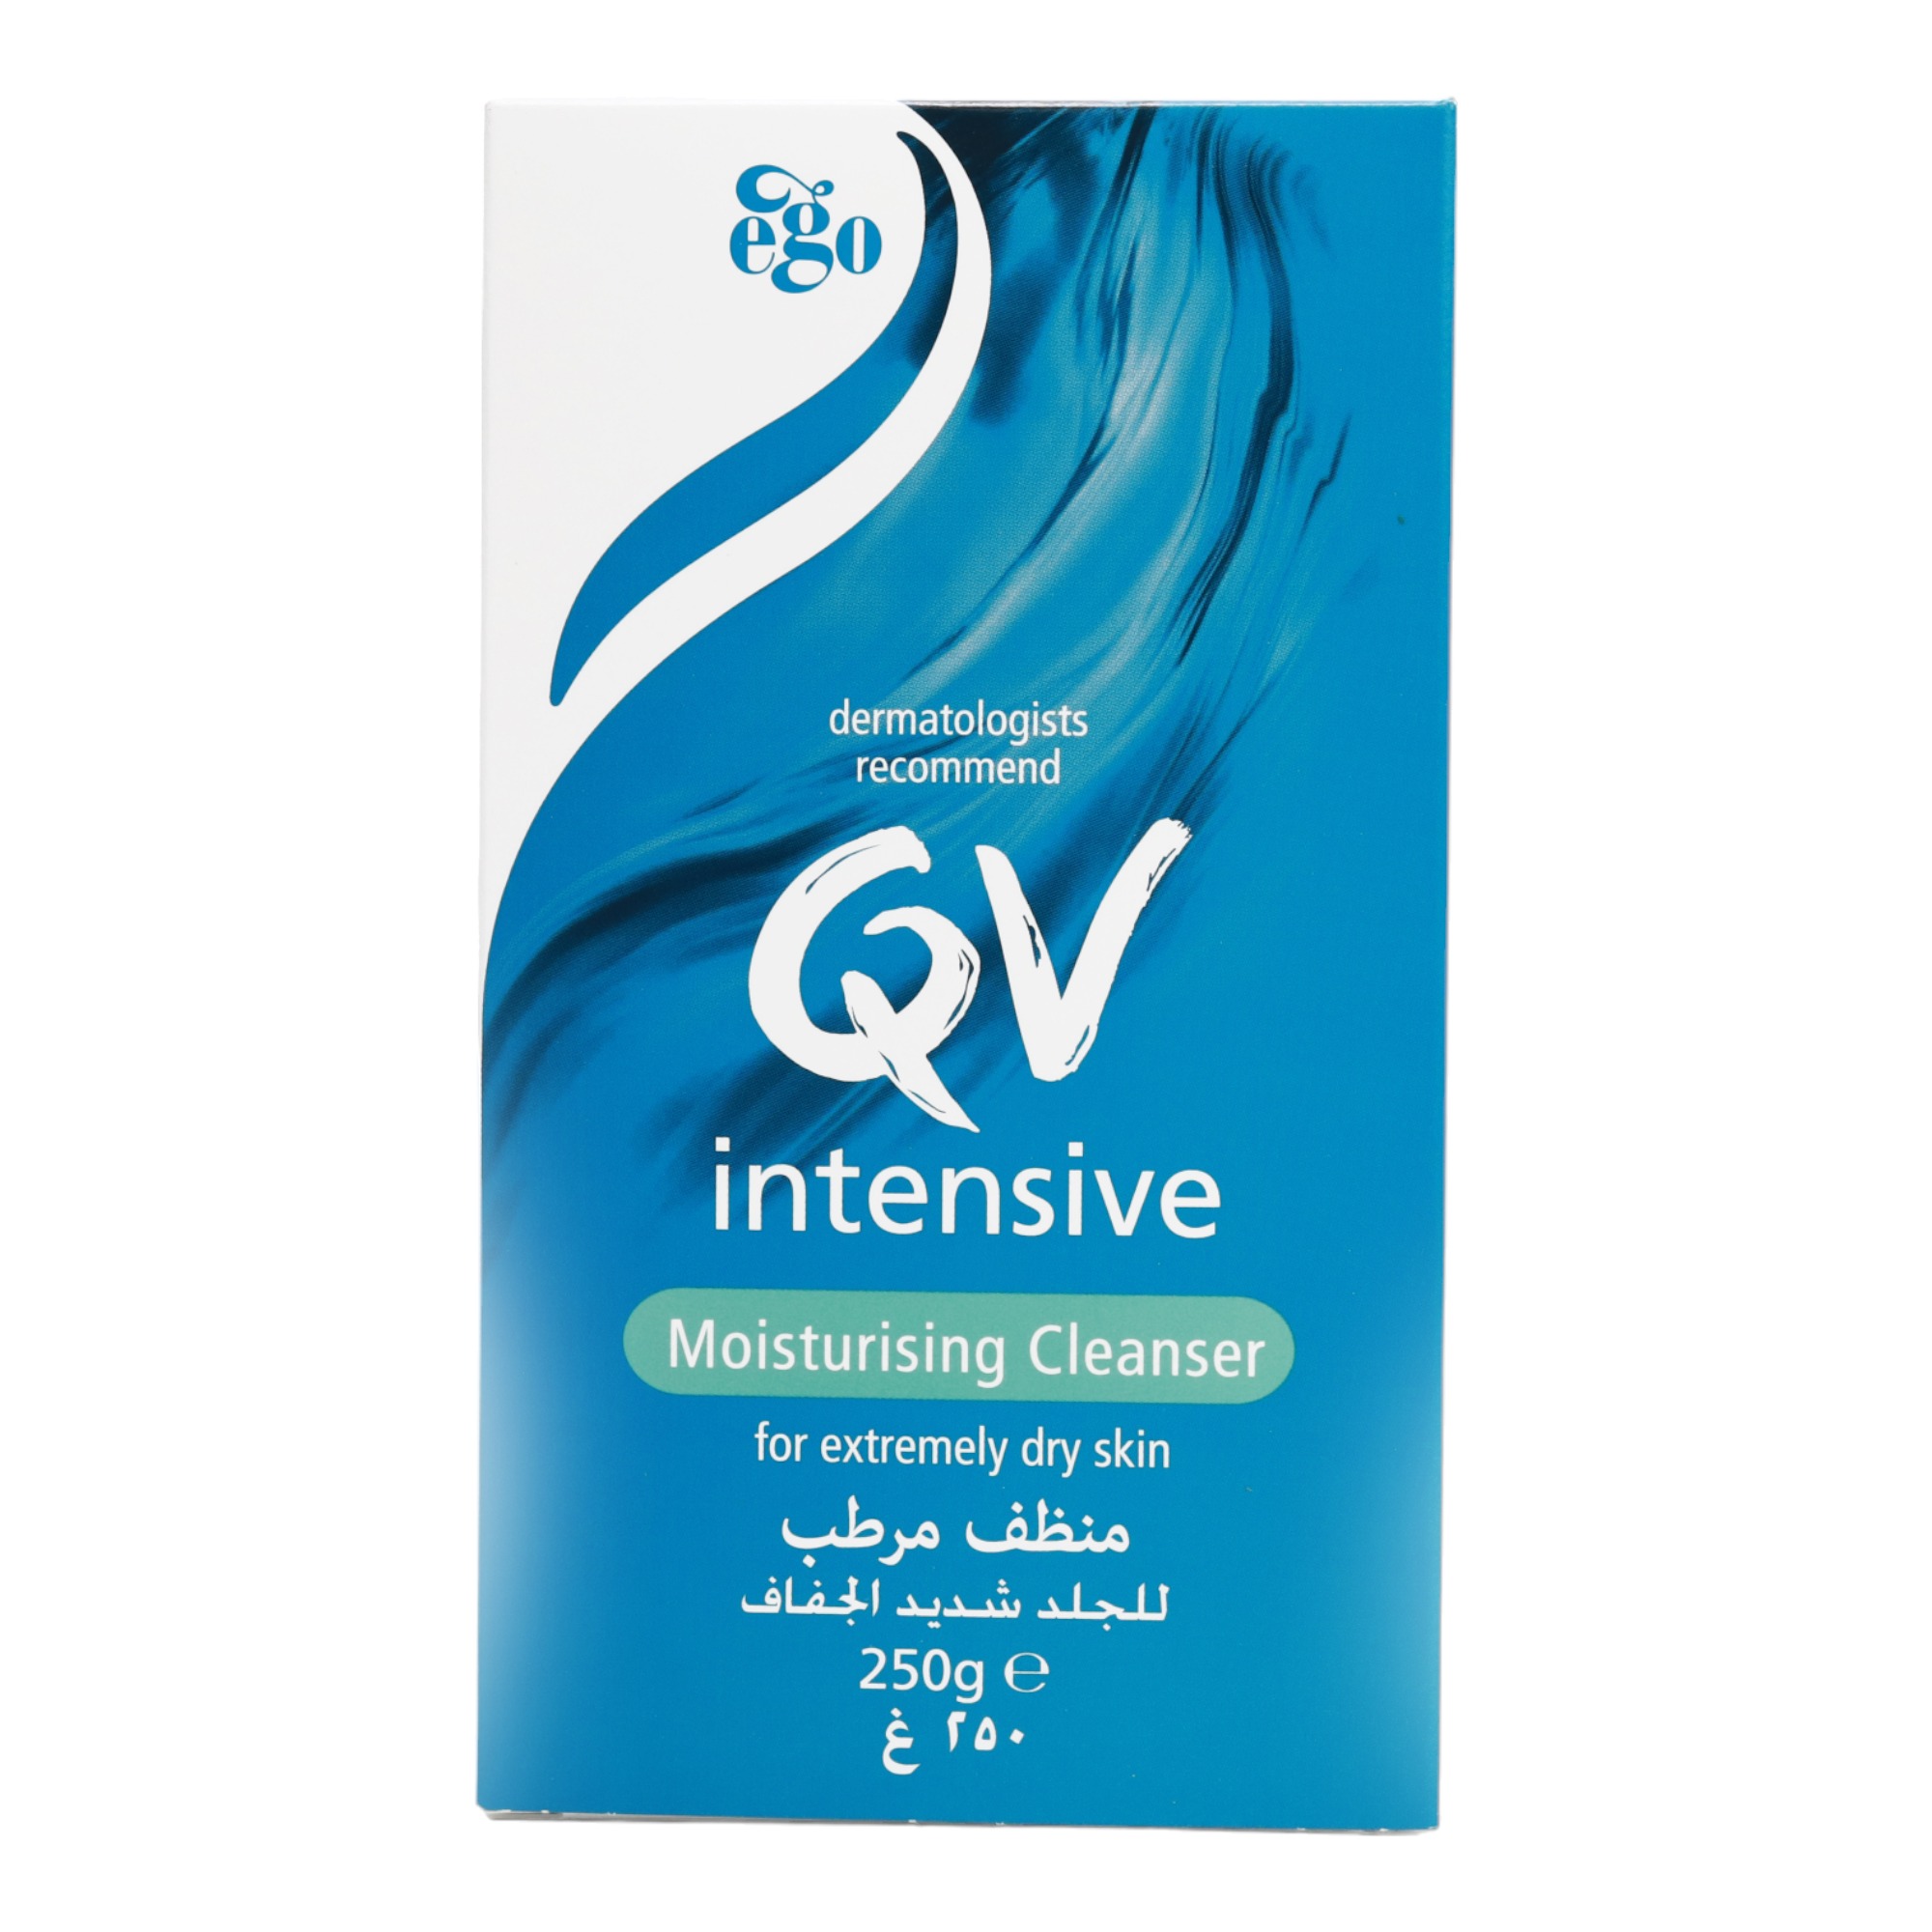 ego
dermatologists
recommend
QV
intensive
Moisturising Cleanser
for extremely dry skin
منظف مرطب
للجلد شديد الجفاف
250g ℮
٢٥٠ غ